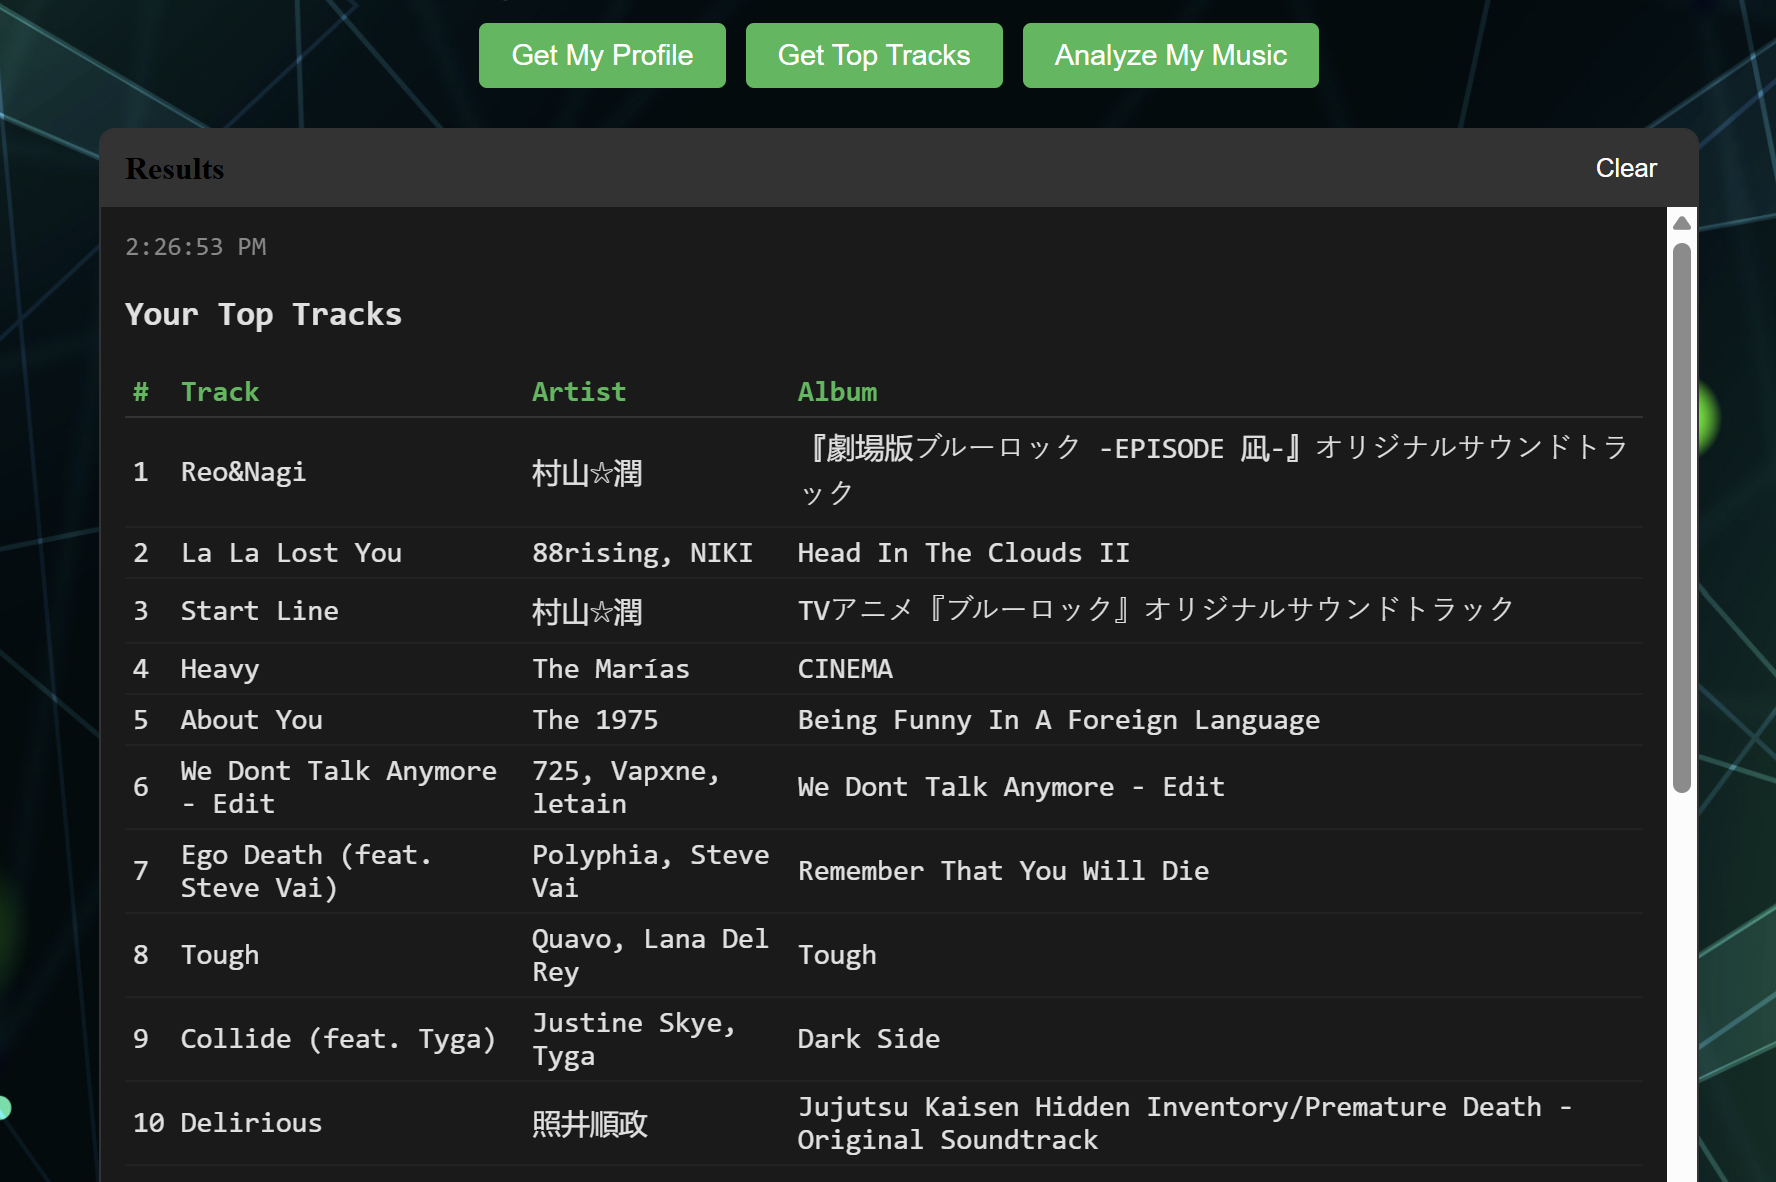 Get My Profile Get Top Tracks Analyze My Music
Results Clear
2:26:53 PM
Your Top Tracks
# Track Artist Album
1 Reo&Nagi 村山☆潤 『劇場版ブルーロック -EPISODE 凪-』オリジナルサウンドトラ
ック
2 La La Lost You 88rising, NIKI Head In The Clouds II
3 Start Line 村山☆潤 TVアニメ『ブルーロック』オリジナルサウンドトラック
4 Heavy The Marías CINEMA
5 About You The 1975 Being Funny In A Foreign Language
6 We Dont Talk Anymore
- Edit
725, Vapxne,
letain
We Dont Talk Anymore - Edit
7 Ego Death (feat.
Steve Vai)
Polyphia, Steve
Vai
Remember That You Will Die
8 Tough
Quavo, Lana Del
Rey
Tough
9 Collide (feat. Tyga)
Justine Skye,
Tyga
Dark Side
10 Delirious 照井順政
Jujutsu Kaisen Hidden Inventory/Premature Death -
Original Soundtrack